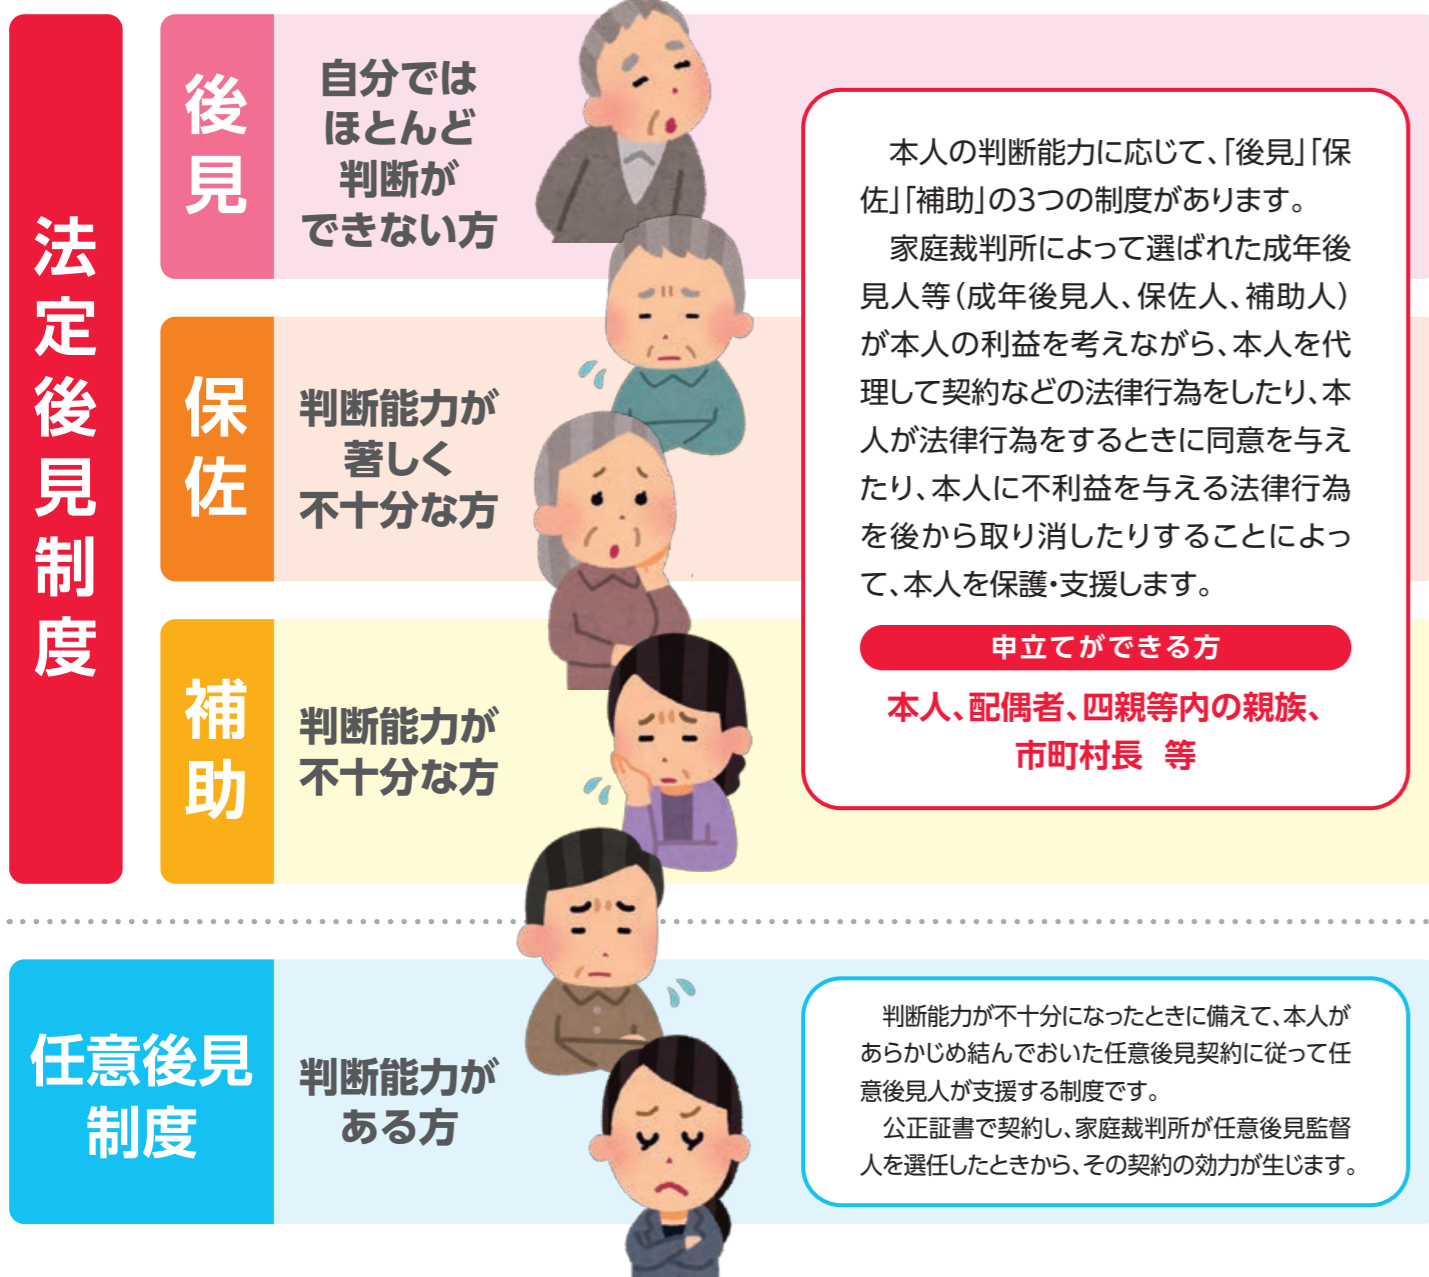 法定後見制度
後見
自分では
ほとんど
判断が
できない方
保佐
判断能力が
著しく
不十分な方
補助
判断能力が
不十分な方
本人の判断能力に応じて、「後見」「保
佐」「補助」の3つの制度があります。
家庭裁判所によって選ばれた成年後
見人等(成年後見人、保佐人、補助人)
が本人の利益を考えながら、本人を代
理して契約などの法律行為をしたり、本
人が法律行為をするときに同意を与え
たり、本人に不利益を与える法律行為
を後から取り消したりすることによっ
て、本人を保護・支援します。
申立てができる方
本人、配偶者、四親等内の親族、
市町村長 等
任意後見
制度
判断能力が
ある方
判断能力が不十分になったときに備えて、本人が
あらかじめ結んでおいた任意後見契約に従って任
意後見人が支援する制度です。
公正証書で契約し、家庭裁判所が任意後見監督
人を選任したときから、その契約の効力が生じます。